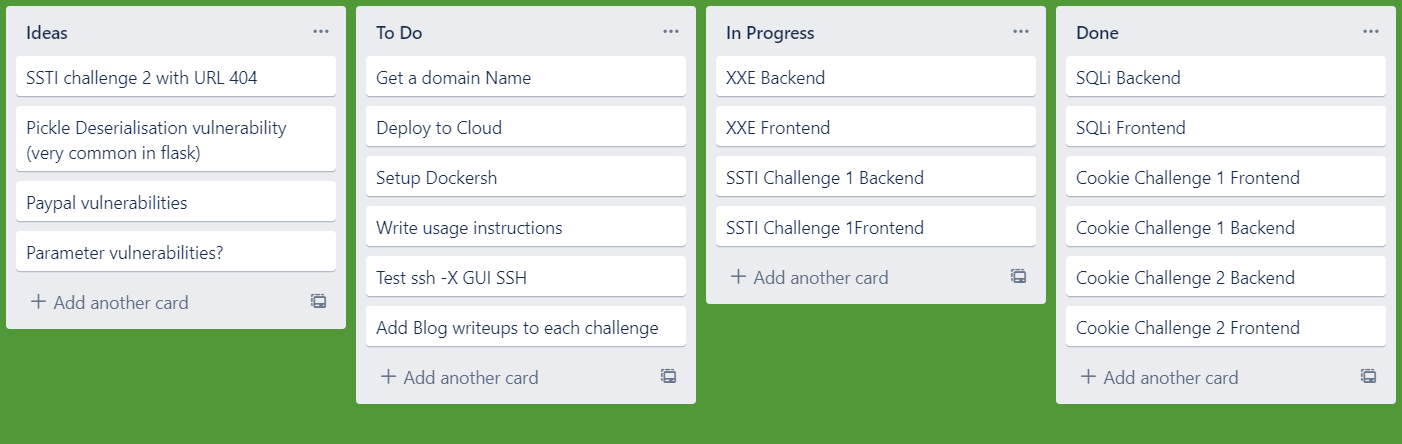 Ideas
SSTI challenge 2 with URL 404
Pickle Deserialisation vulnerability
(very common in flask)
Paypal vulnerabilities
Parameter vulnerabilities?
Add another card
To Do
Get a domain Name
Deploy to Cloud
Setup Dockersh
Write usage instructions
Test ssh -X GUI SSH
Add Blog writeups to each challenge
Add another card
In Progress
XXE Backend
XXE Frontend
SSTI Challenge 1 Backend
SSTI Challenge 1Frontend
Add another card
Done
SQLi Backend
SQLi Frontend
Cookie Challenge 1 Frontend
Cookie Challenge 1 Backend
Cookie Challenge 2 Backend
Cookie Challenge 2 Frontend
Add another card